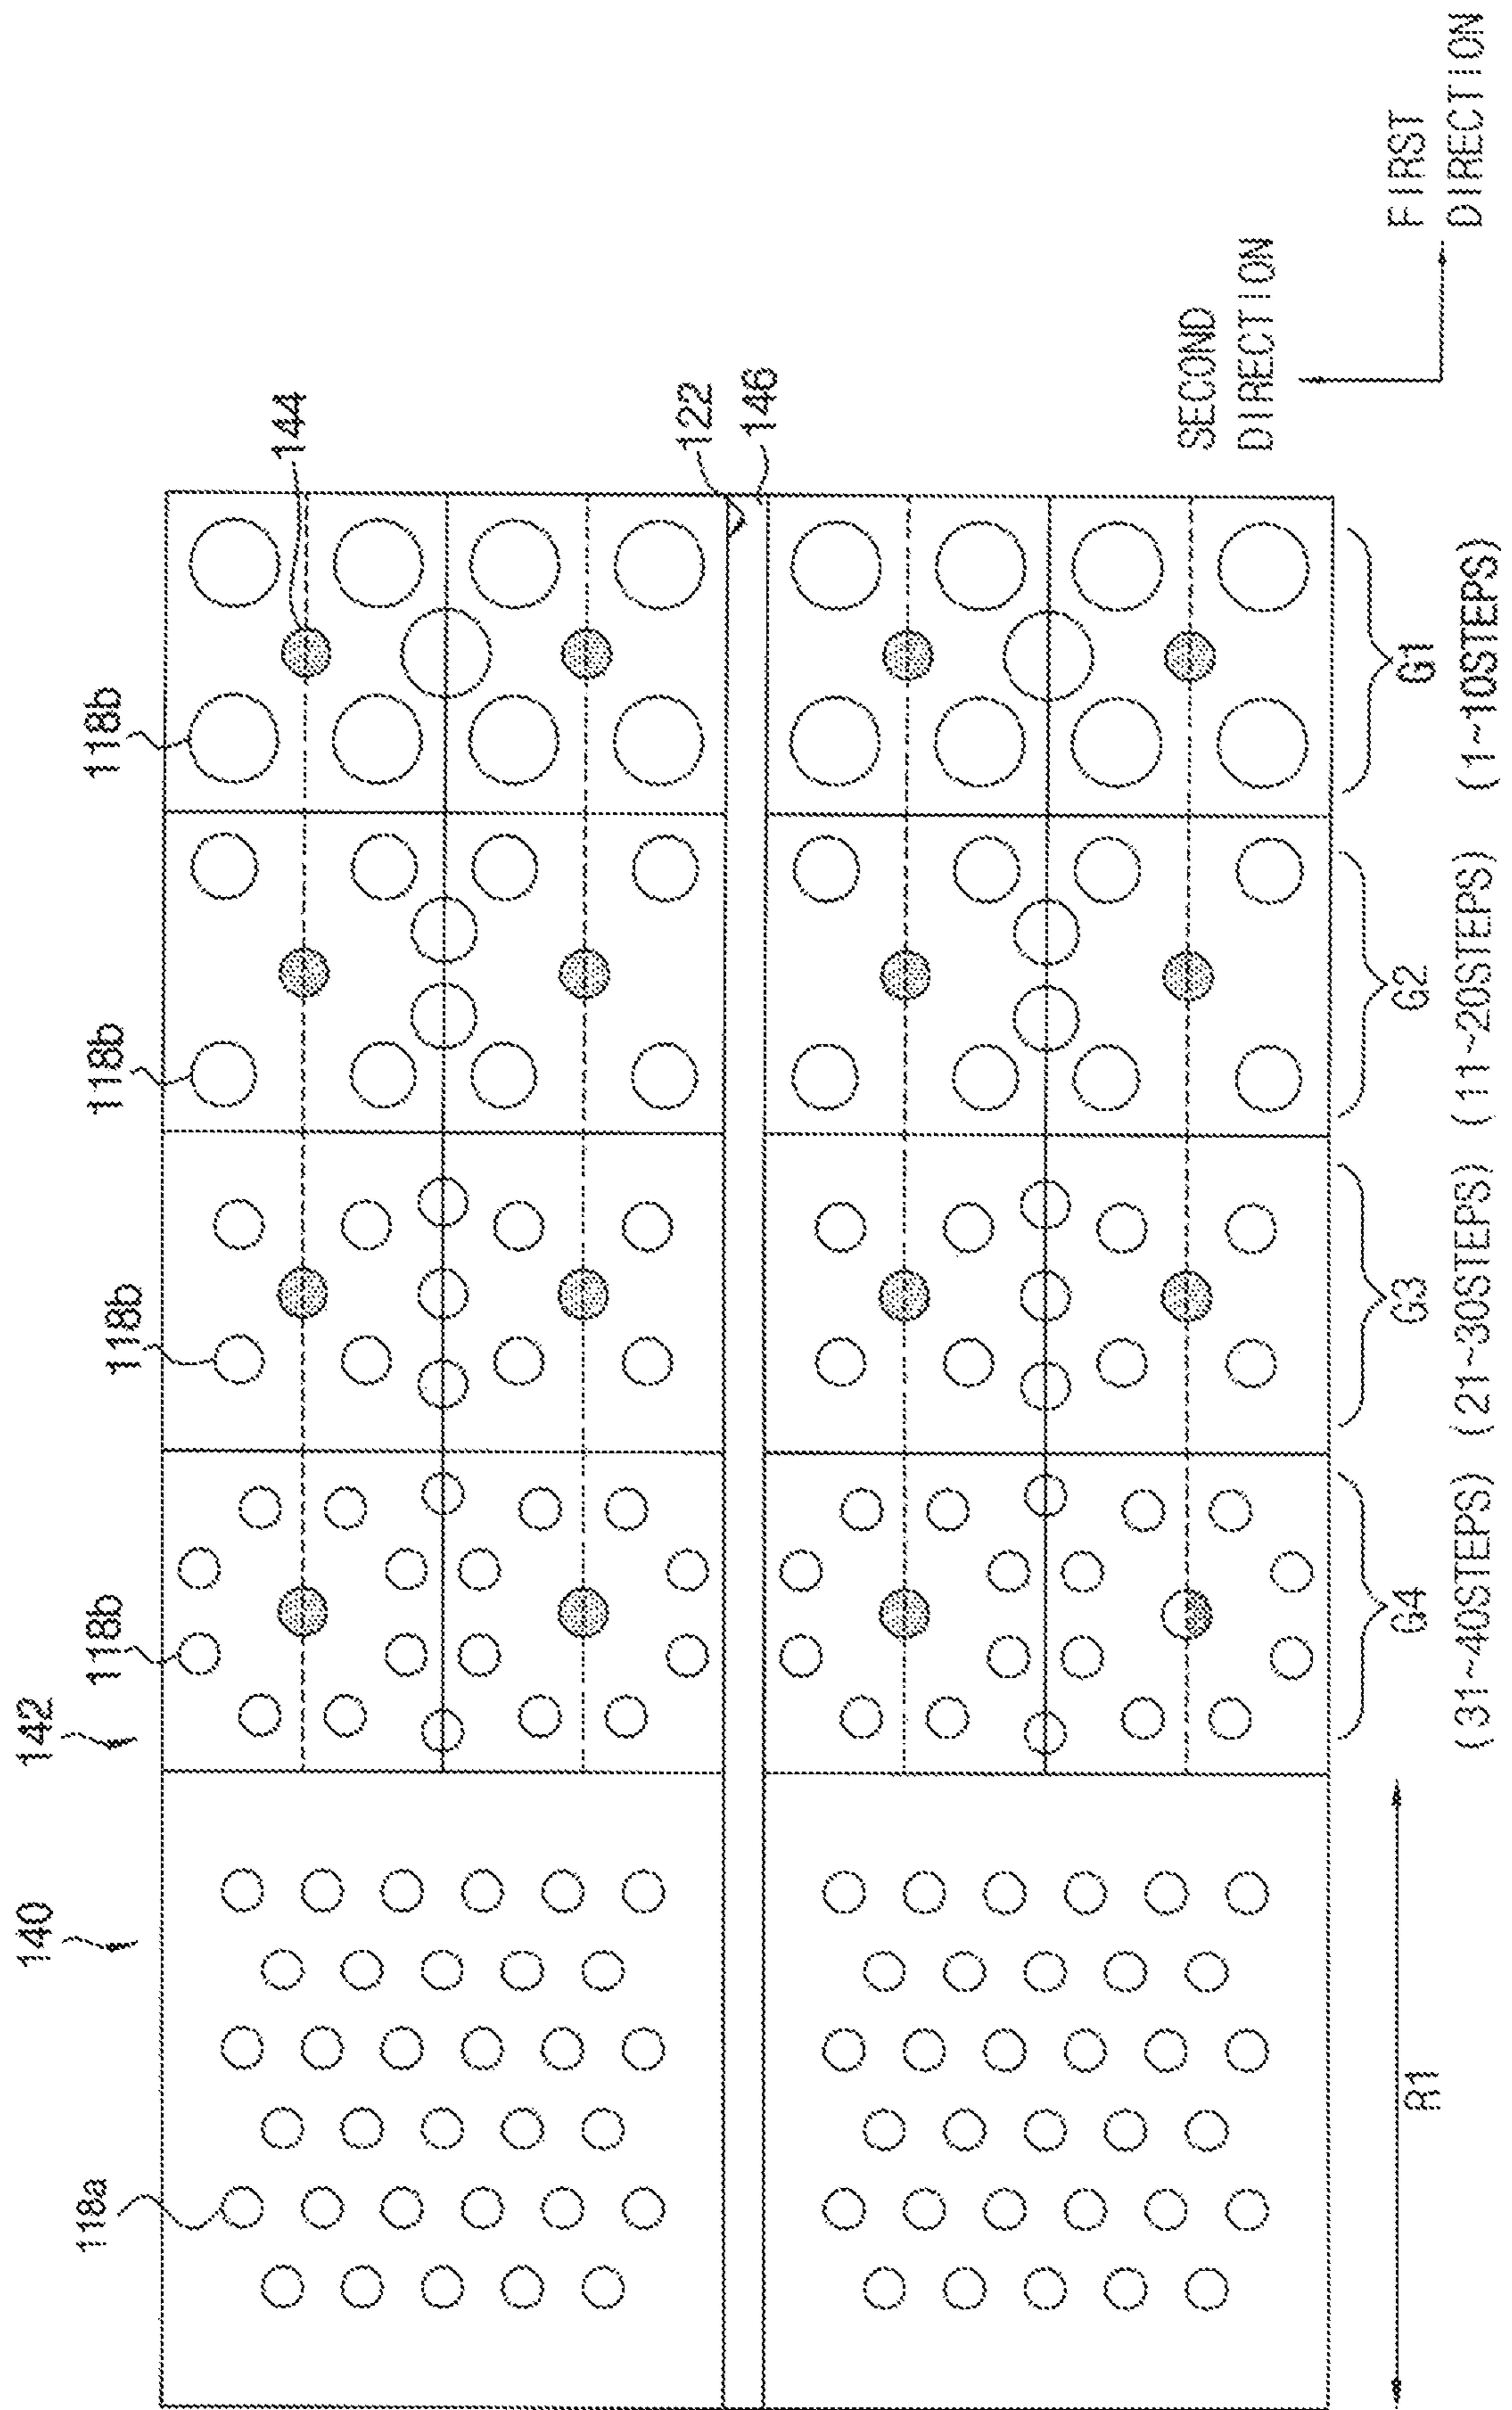 142
140
118b
118b
118b
118b
118a
144
122
146
SECOND
DIRECTION
FIRST
DIRECTION
R1
G4
G3
G2
G1
(31~40STEPS)
(21~30STEPS)
(11~20STEPS)
(1~10STEPS)